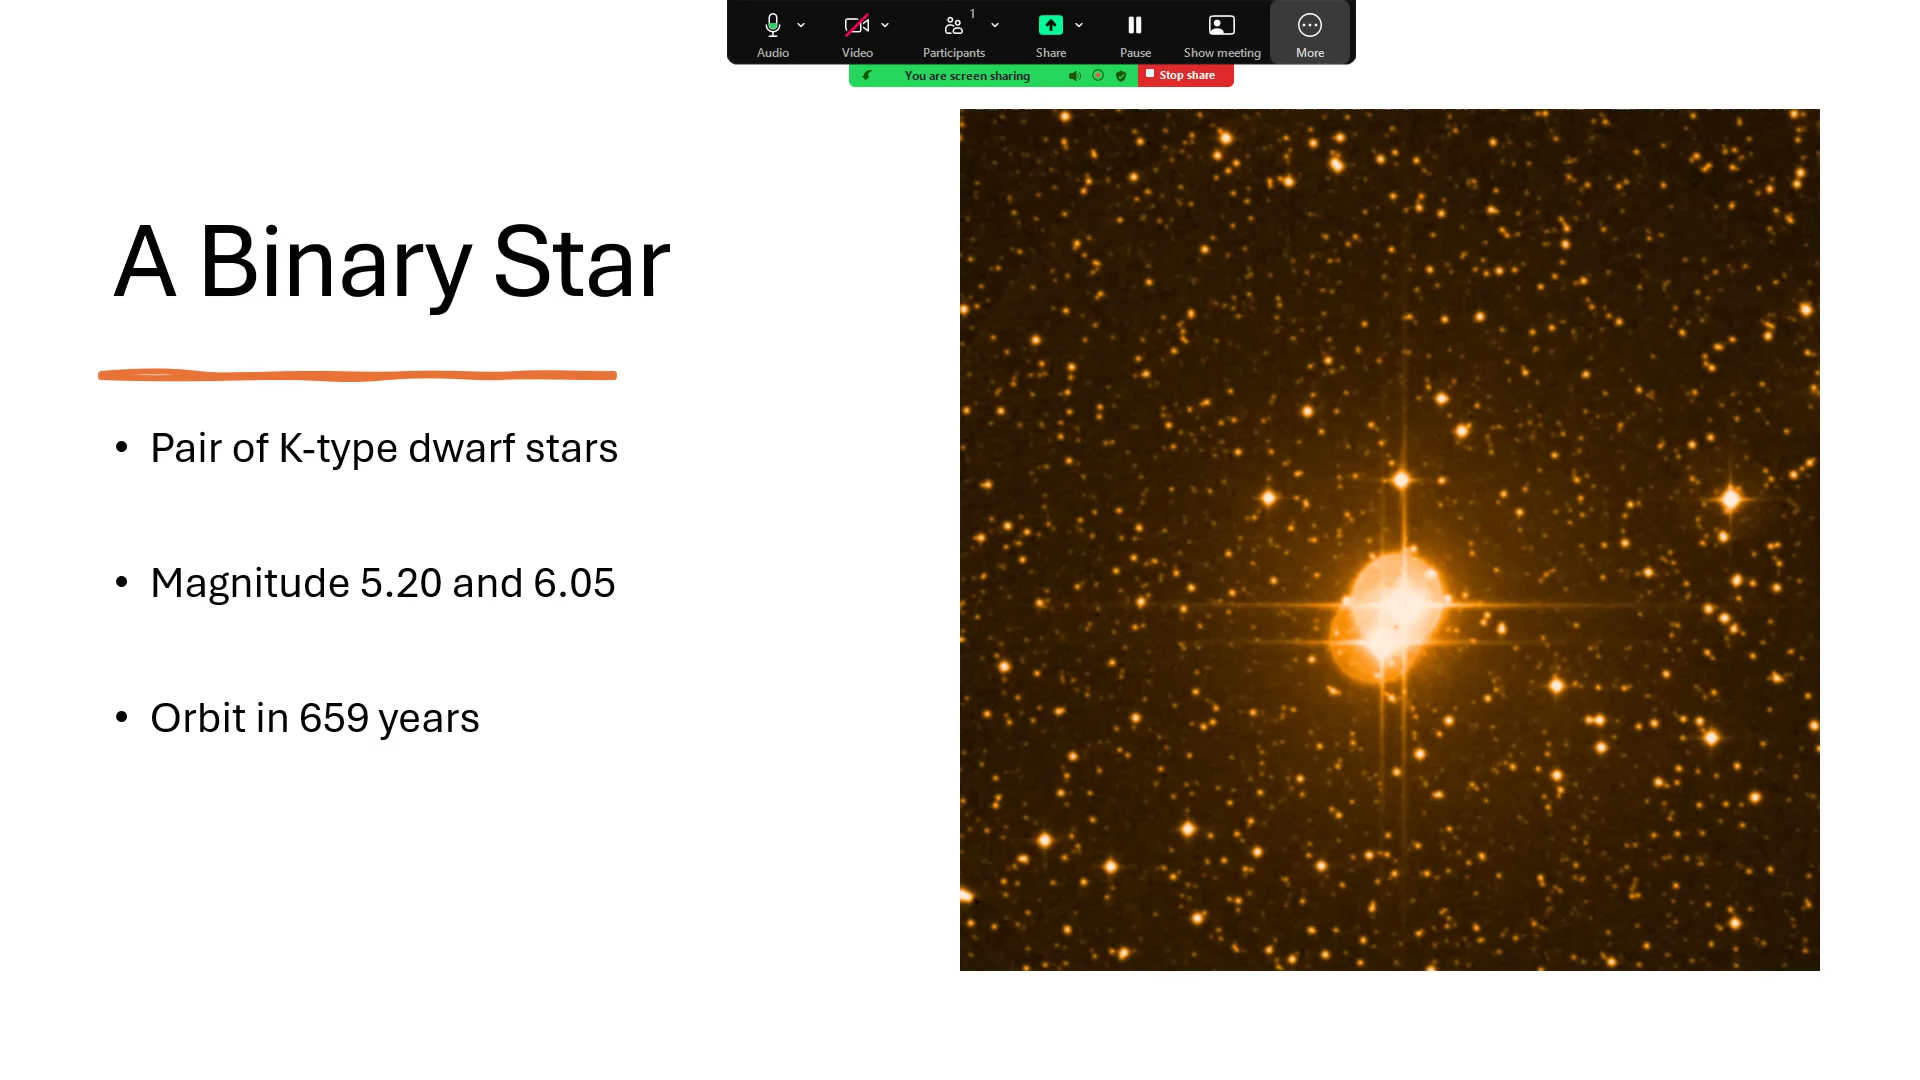 1
Audio
Video
Participants
Share
Pause
Show meeting
More
You are screen sharing
Stop share
A Binary Star
• Pair of K-type dwarf stars
• Magnitude 5.20 and 6.05
• Orbit in 659 years